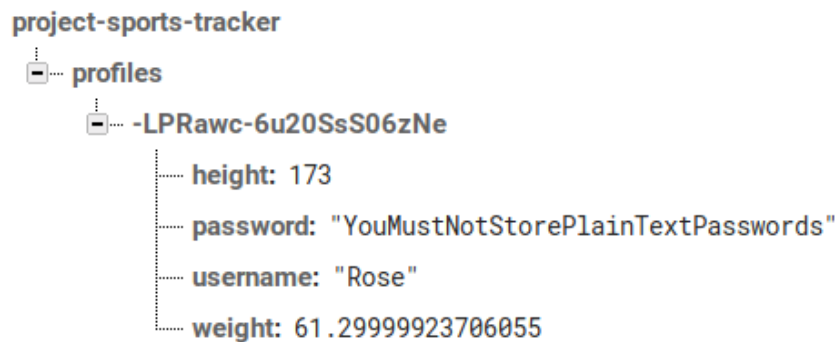 project-sports-tracker
profiles
-LPRawc-6u20SsS06zNe
height: 173
password: "YouMustNotStorePlainTextPasswords"
username: "Rose"
weight: 61.29999923706055